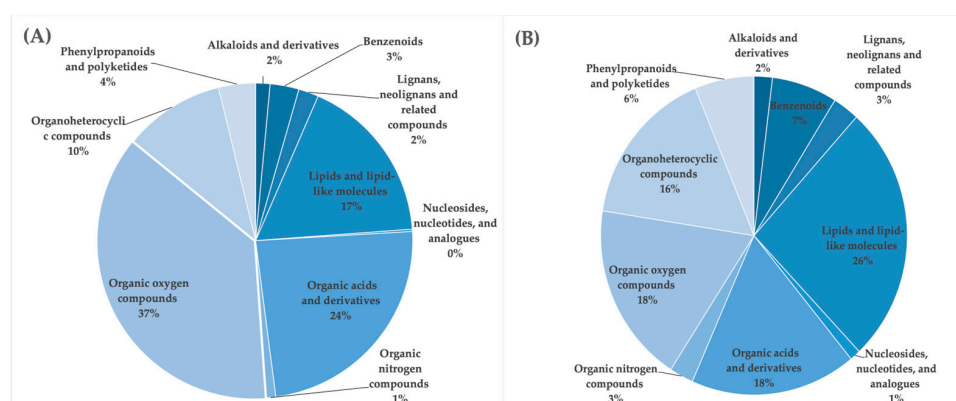 (A)
Alkaloids and derivatives
2%
Benzenoids
3%
Lignans,
neolignans and
related
compounds
2%
Lipids and lipid-
like molecules
17%
Nucleosides,
nucleotides, and
analogues
0%
Organic acids
and derivatives
24%
Organic
nitrogen
compounds
1%
Organic oxygen
compounds
37%
Organoheterocycli
c compounds
10%
Phenylpropanoids
and polyketides
4%
(B)
Alkaloids and
derivatives
2%
Benzenoids
7%
Lignans,
neolignans and
related
compounds
3%
Lipids and lipid-
like molecules
26%
Nucleosides,
nucleotides, and
analogues
1%
Organic acids
and derivatives
18%
Organic nitrogen
compounds
3%
Organic oxygen
compounds
18%
Organoheterocyclic
compounds
16%
Phenylpropanoids
and polyketides
6%